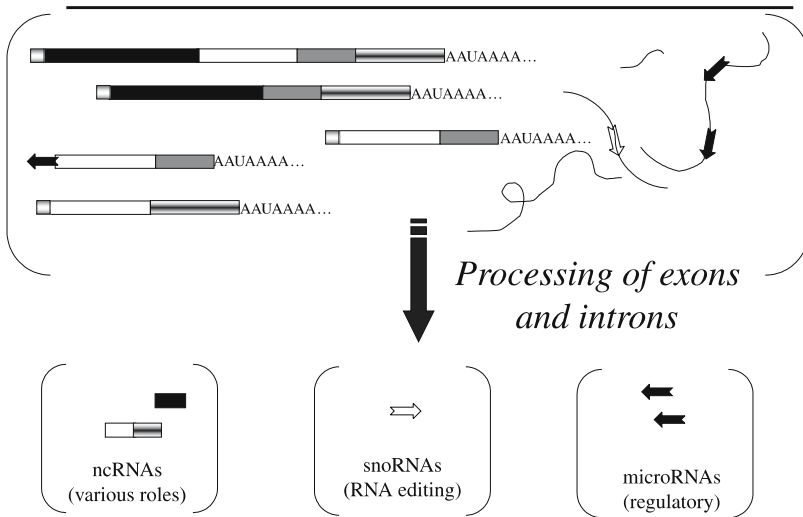 AAUAAAA...
AAUAAAA...
AAUAAAA...
AAUAAAA...
AAUAAAA...
Processing of exons
and introns
ncRNAs
(various roles)
snoRNAs
(RNA editing)
microRNAs
(regulatory)